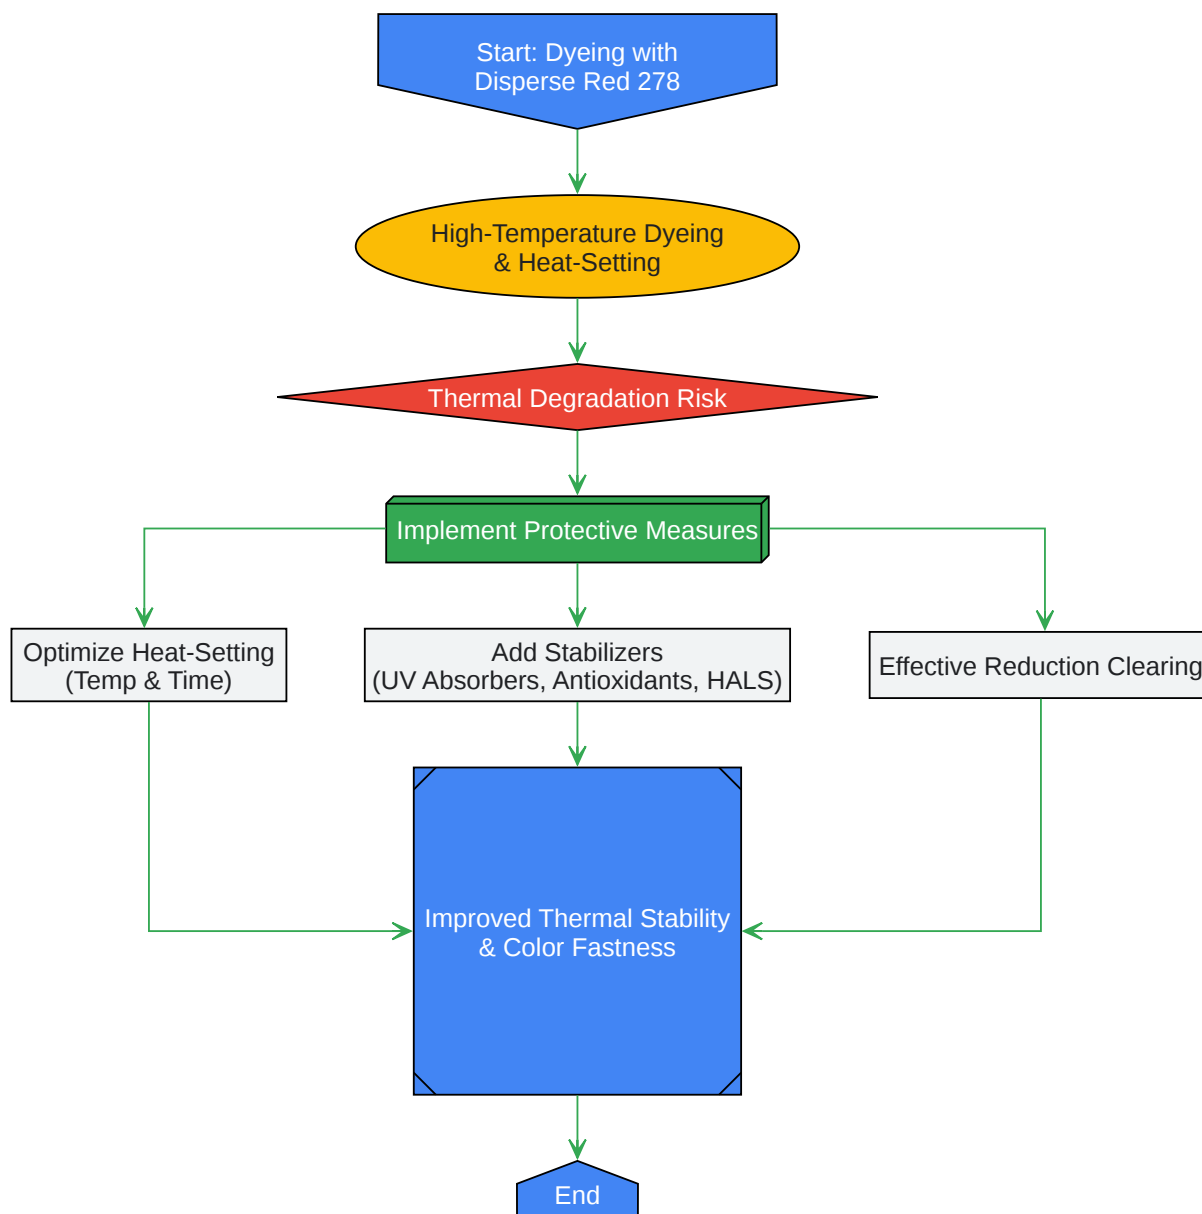 Start: Dyeing with
Disperse Red 278
High-Temperature Dyeing
& Heat-Setting
Thermal Degradation Risk
Implement Protective Measures
Optimize Heat-Setting
(Temp & Time)
Add Stabilizers
(UV Absorbers, Antioxidants, HALS)
Effective Reduction Clearing
Improved Thermal Stability
& Color Fastness
End